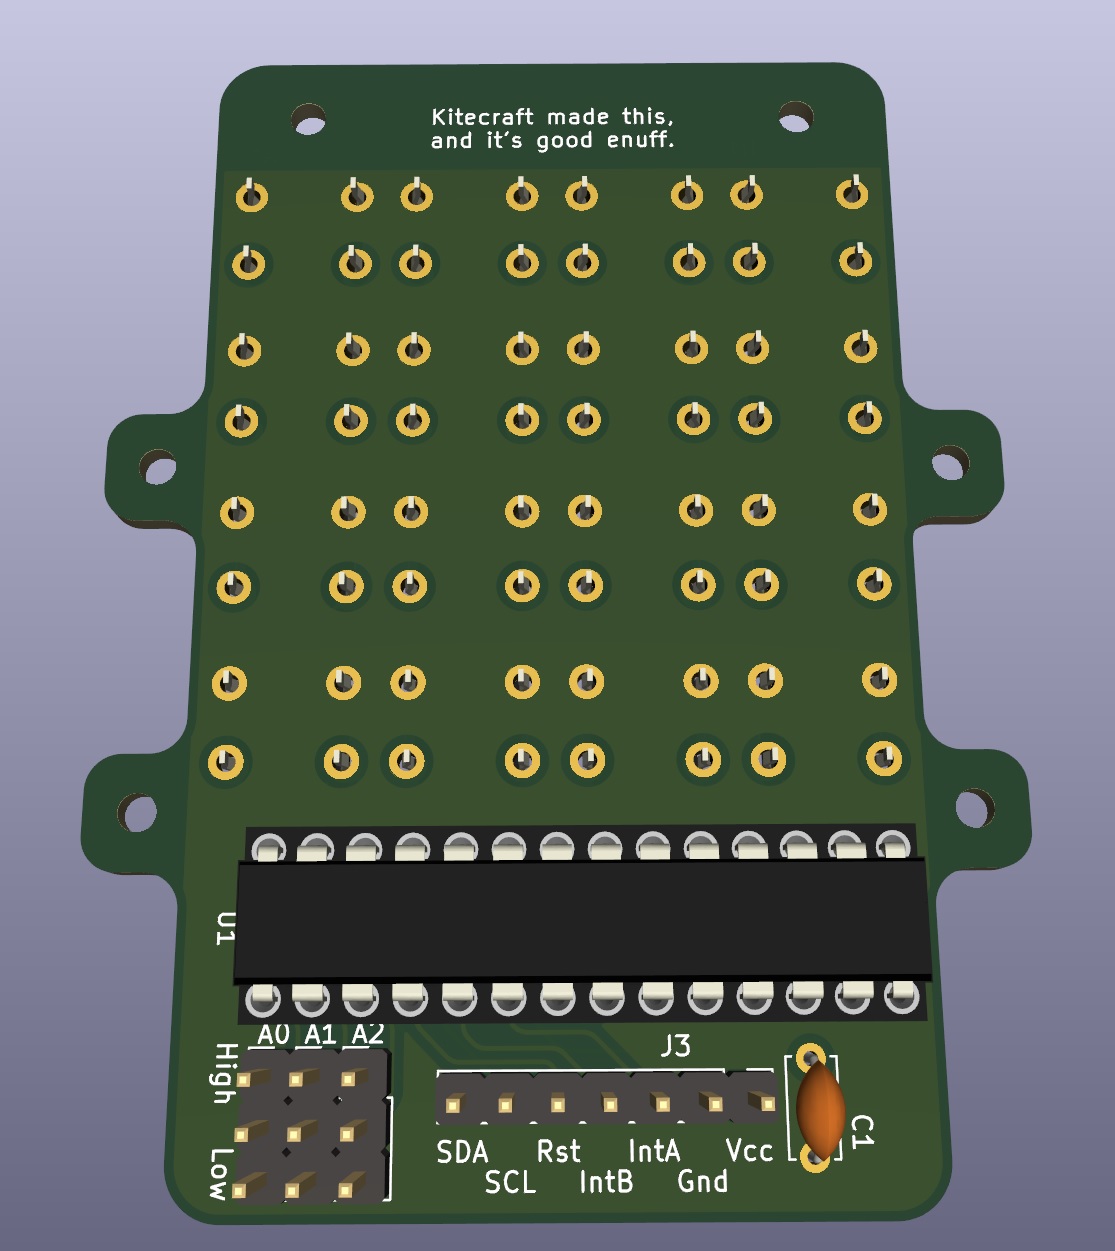 Kitecraft made this,
and it's good enuff.
U1
A0 A1 A2
J3
High
Low
SDA
SCL
Rst
IntB
IntA
Gnd
Vcc
C1